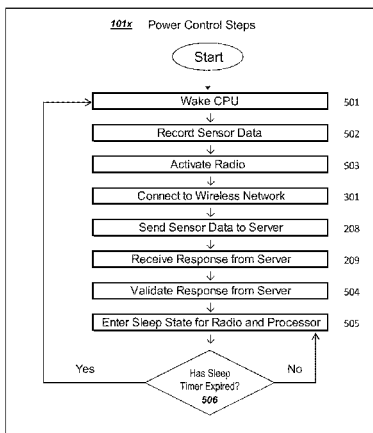 101x Power Control Steps
Start
Wake CPU 501
Record Sensor Data 502
Activate Radio 503
Connect to Wireless Network 301
Send Sensor Data to Server 208
Receive Response from Server 209
Validate Response from Server 504
Enter Sleep State for Radio and Processor 505
Yes
No
Has Sleep
Timer Expired?
506